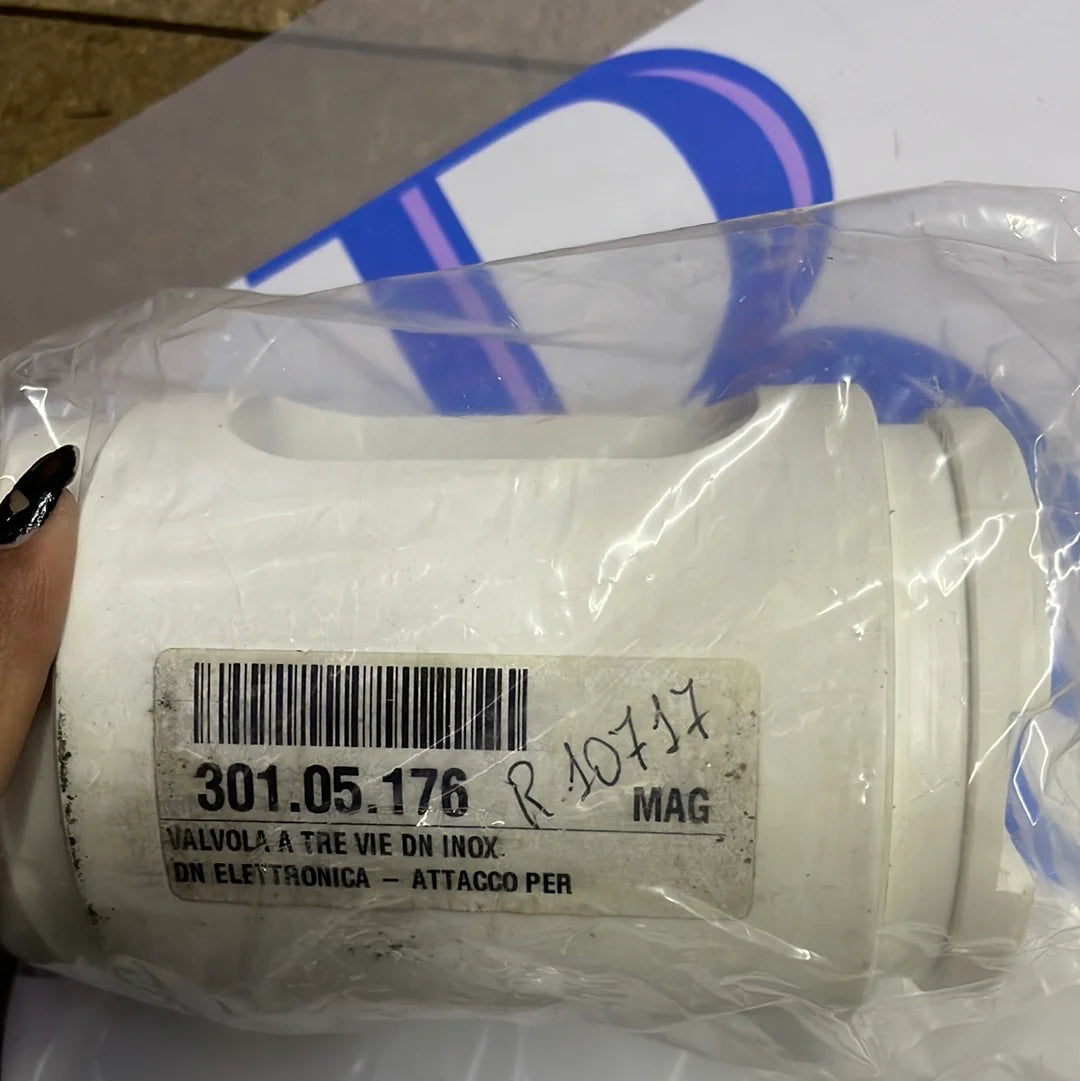 301.05.176
R 10717
MAG
VALVOLA A TRE VIE DN INOX
DN ELETTRONICA – ATTACCO PER